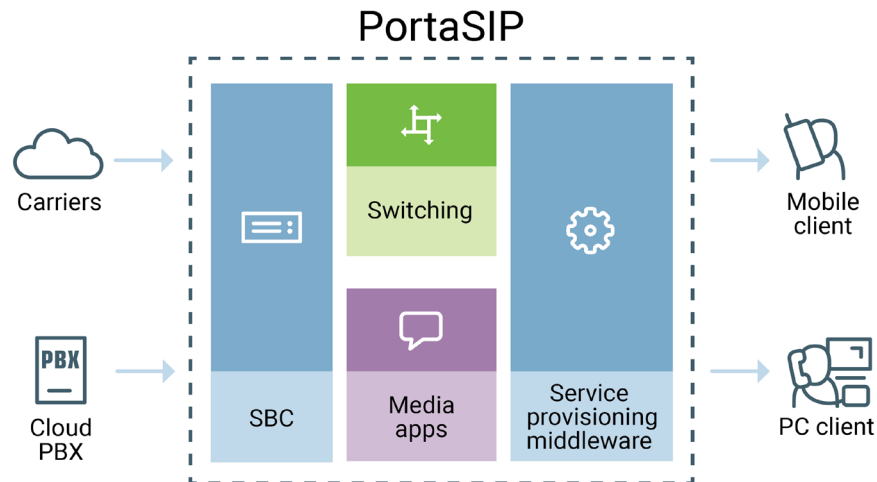 PortaSIP
Carriers
Switching
Mobile
client
PBX
Cloud
PBX
SBC
Media
apps
Service
provisioning
middleware
PC client